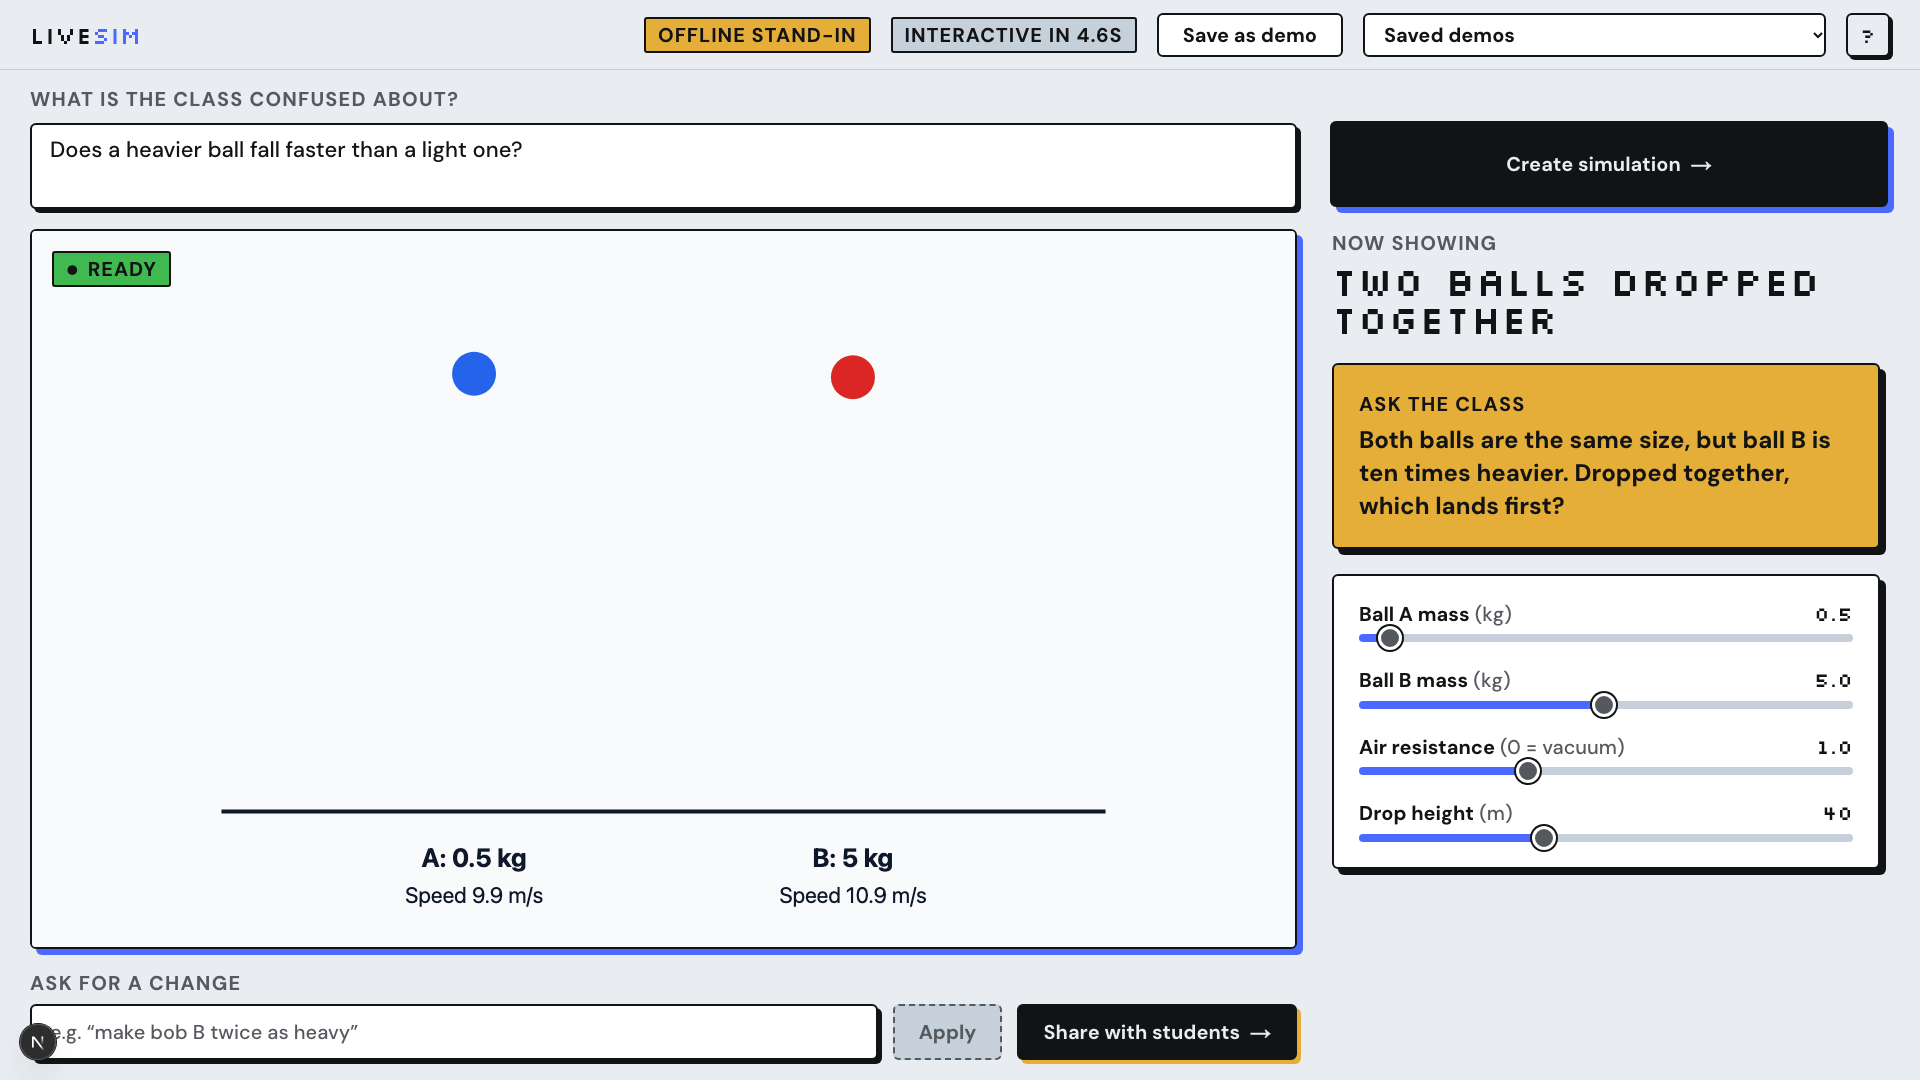 LIVESIM
OFFLINE STAND-IN
INTERACTIVE IN 4.6S
Save as demo
Saved demos
?
WHAT IS THE CLASS CONFUSED ABOUT?
Does a heavier ball fall faster than a light one?
Create simulation →
● READY
A: 0.5 kg
Speed 9.9 m/s
B: 5 kg
Speed 10.9 m/s
NOW SHOWING
TWO BALLS DROPPED
TOGETHER
ASK THE CLASS
Both balls are the same size, but ball B is
ten times heavier. Dropped together,
which lands first?
Ball A mass (kg) 0.5
Ball B mass (kg) 5.0
Air resistance (0 = vacuum) 1.0
Drop height (m) 40
ASK FOR A CHANGE
e.g. “make bob B twice as heavy”
N
Apply
Share with students →